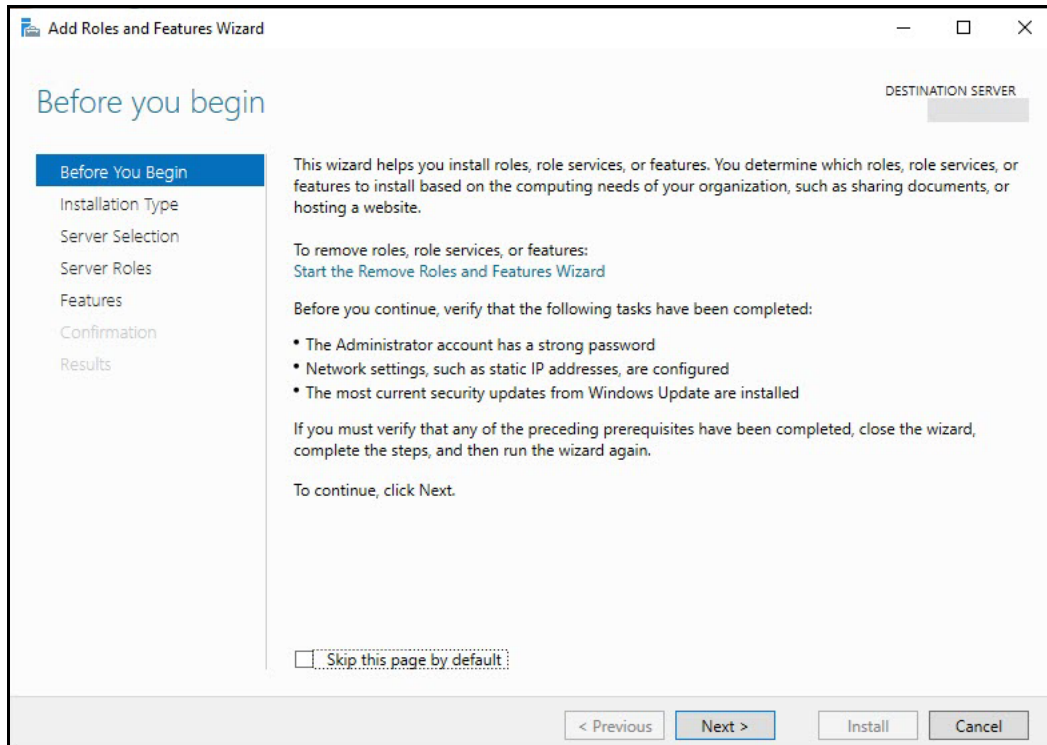 Add Roles and Features Wizard
Before you begin
DESTINATION SERVER
Before You Begin
Installation Type
Server Selection
Server Roles
Features
Confirmation
Results
This wizard helps you install roles, role services, or features. You determine which roles, role services, or
features to install based on the computing needs of your organization, such as sharing documents, or
hosting a website.
To remove roles, role services, or features:
Start the Remove Roles and Features Wizard
Before you continue, verify that the following tasks have been completed:
• The Administrator account has a strong password
• Network settings, such as static IP addresses, are configured
• The most current security updates from Windows Update are installed
If you must verify that any of the preceding prerequisites have been completed, close the wizard,
complete the steps, and then run the wizard again.
To continue, click Next.
Skip this page by default
< Previous
Next >
Install
Cancel